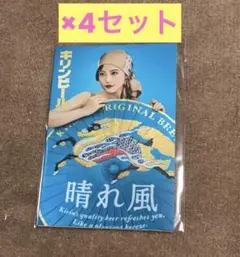 ×4セット
キリンビール
ORIGINAL BRE
晴れ風
Kirin's quality beer refreshes you,
Like a pleasant breeze.